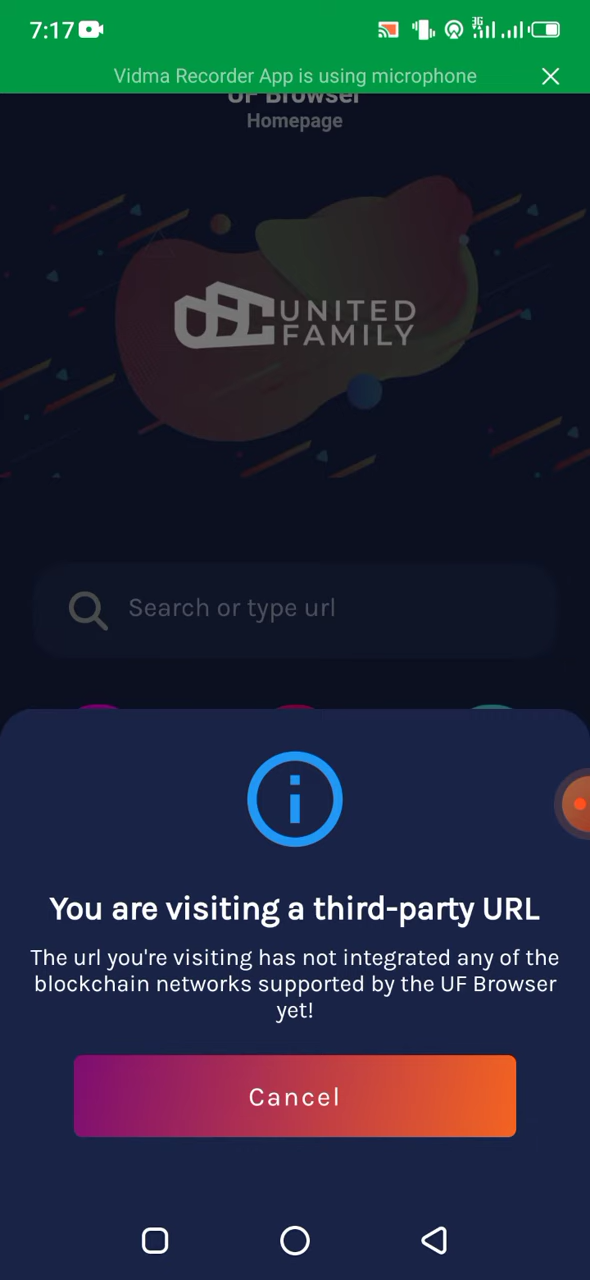 7:17
3G
Vidma Recorder App is using microphone
UF Browser
Homepage
UNITED
FAMILY
Search or type url
You are visiting a third-party URL
The url you're visiting has not integrated any of the
blockchain networks supported by the UF Browser
yet!
Cancel